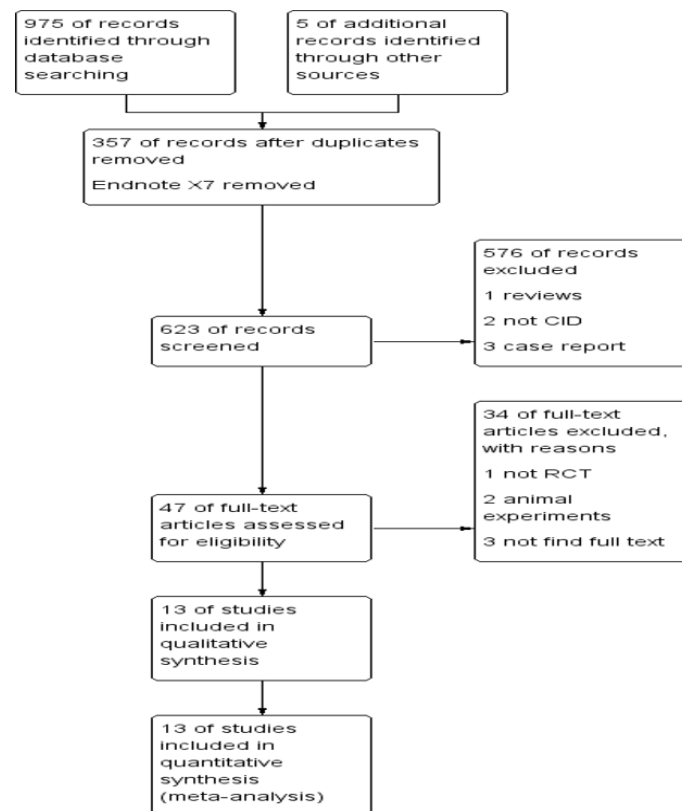 975 of records
identified through
database
searching
5 of additional
records identified
through other
sources
357 of records after duplicates
removed
Endnote X7 removed
576 of records
excluded
1 reviews
2 not CID
3 case report
623 of records
screened
34 of full-text
articles excluded,
with reasons
1 not RCT
2 animal
experiments
3 not find full text
47 of full-text
articles assessed
for eligibility
13 of studies
included in
qualitative
synthesis
13 of studies
included in
quantitative
synthesis
(meta-analysis)